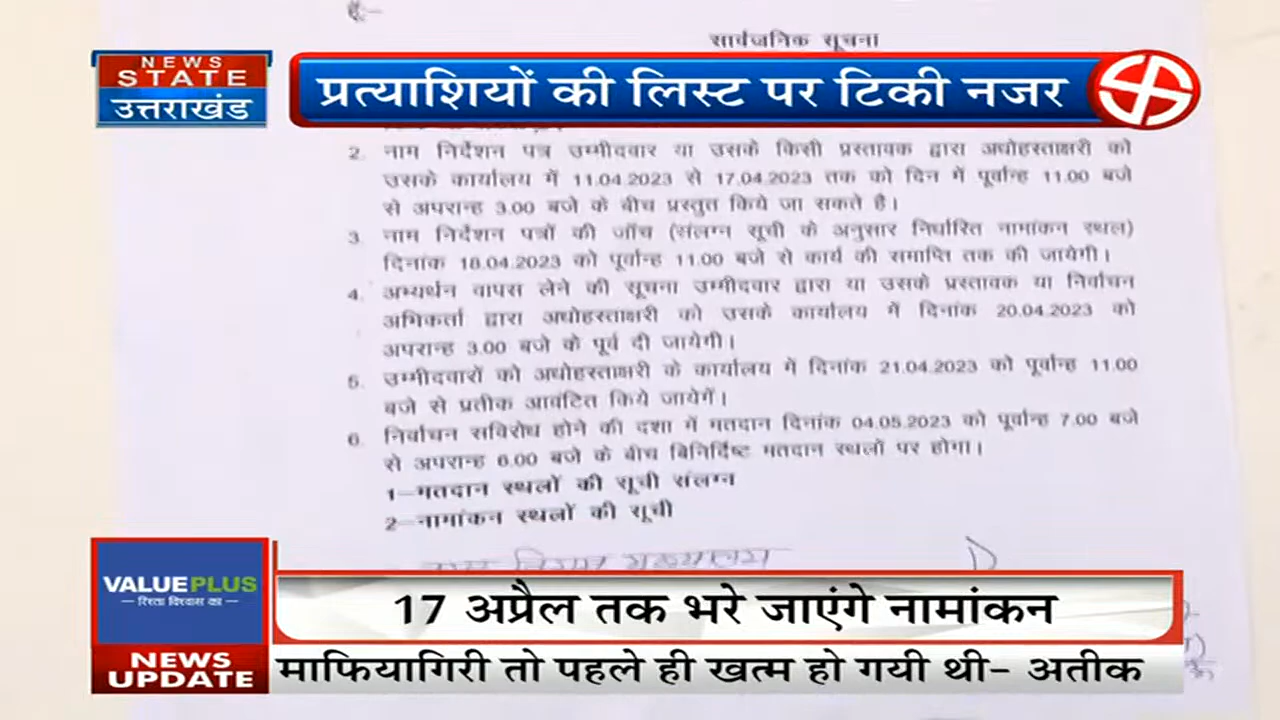 सार्वजनिक सूचना
NEWS
STATE
उत्तराखंड
प्रत्याशियों की लिस्ट पर टिकी नजर
2. नाम निर्देशन पत्र उम्मीदवार या उसके किसी प्रस्तावक द्वारा अधोहस्ताक्षरी को
उसके कार्यालय में 11.04.2023 से 17.04.2023 तक को दिन में पूर्वान्ह 11.00 बजे
से अपरान्ह 3.00 बजे के बीच प्रस्तुत किये जा सकते है।
3. नाम निर्देशन पत्रों की जॉच (संलग्न सूची के अनुसार निर्धारित नामांकन स्थल)
दिनांक 18.04.2023 को पूर्वान्ह 11.00 बजे से कार्य की समाप्ति तक की जायेगी।
4. अभ्यर्थन वापस लेने की सूचना उम्मीदवार द्वारा या उसके प्रस्तावक या निर्वाचन
अभिकर्ता द्वारा अधोहस्ताक्षरी को उसके कार्यालय में दिनांक 20.04.2023 को
अपरान्ह 3.00 बजे के पूर्व दी जायेगी।
5. उम्मीदवारों को अधोहस्ताक्षरी के कार्यालय में दिनांक 21.04.2023 को पूर्वान्ह 11.00
बजे से प्रतीक आवंटित किये जायेगें।
6. निर्वाचन सविरोध होने की दशा में मतदान दिनांक 04.05.2023 को पूर्वान्ह 7.00 बजे
से अपरान्ह 6.00 बजे के बीच बिनिर्दिष्ट मतदान स्थलों पर होगा।
1–मतदान स्थलों की सूची संलग्न
2–नामांकन स्थलों की सूची
VALUEPLUS
रिश्ता विश्वास का
17 अप्रैल तक भरे जाएंगे नामांकन
NEWS
UPDATE
माफियागिरी तो पहले ही खत्म हो गयी थी- अतीक